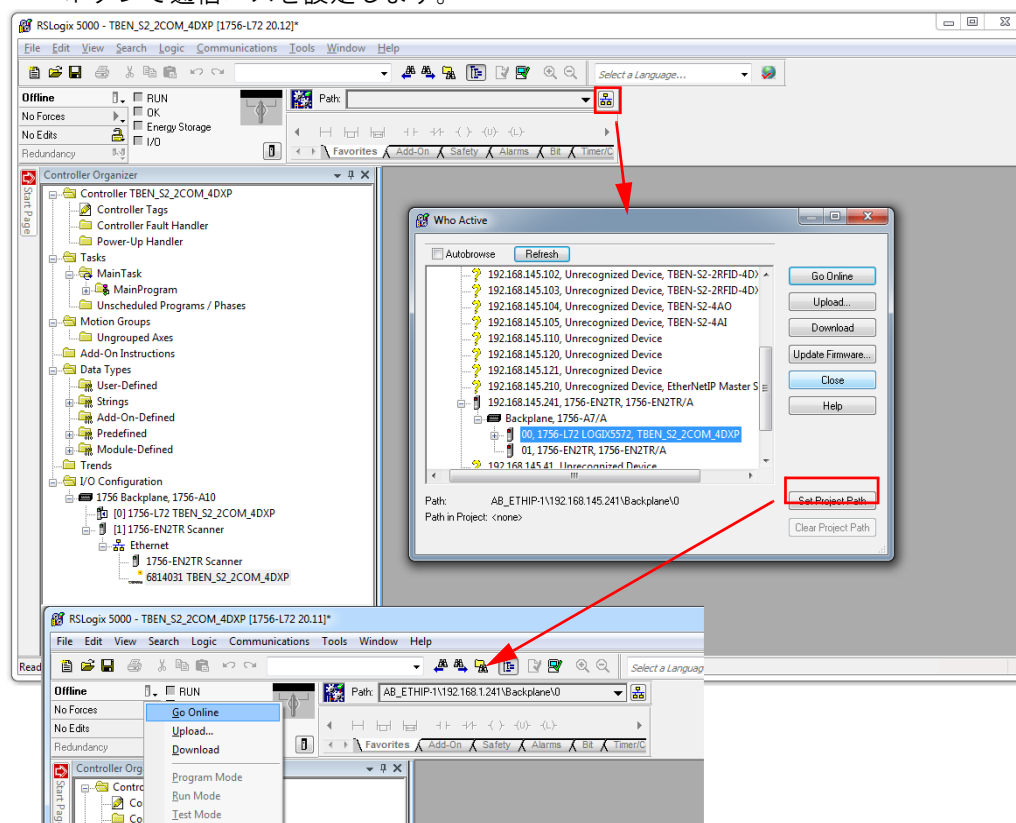 RSLogix 5000 - TBEN_S2_2COM_4DXP [1756-L72 20.12]*
File Edit View Search Logic Communications Tools Window Help
Select a Language...
Offline
RUN
Path:
No Forces
OK
Energy Storage
No Edits
I/O
Redundancy
Favorites Add-On Safety Alarms Bit Timer/C
Start Page
Controller Organizer
Controller TBEN_S2_2COM_4DXP
Controller Tags
Controller Fault Handler
Power-Up Handler
Tasks
MainTask
MainProgram
Unscheduled Programs / Phases
Motion Groups
Ungrouped Axes
Add-On Instructions
Data Types
User-Defined
Strings
Add-On-Defined
Predefined
Module-Defined
Trends
I/O Configuration
1756 Backplane, 1756-A10
[0] 1756-L72 TBEN_S2_2COM_4DXP
[1] 1756-EN2TR Scanner
Ethernet
1756-EN2TR Scanner
6814031 TBEN_S2_2COM_4DXP
Who Active
Autobrowse
Refresh
192.168.145.102, Unrecognized Device, TBEN-S2-2RFID-4D
192.168.145.103, Unrecognized Device, TBEN-S2-2RFID-4D
192.168.145.104, Unrecognized Device, TBEN-S2-4AO
192.168.145.105, Unrecognized Device, TBEN-S2-4AI
192.168.145.110, Unrecognized Device
192.168.145.120, Unrecognized Device
192.168.145.121, Unrecognized Device
192.168.145.210, Unrecognized Device, EtherNetIP Master S
192.168.145.241, 1756-EN2TR, 1756-EN2TR/A
Backplane, 1756-A7/A
00, 1756-L72 LOGIX5572, TBEN_S2_2COM_4DXP
01, 1756-EN2TR, 1756-EN2TR/A
192.168.145.41, Unrecognized Device
Go Online
Upload...
Download
Update Firmware...
Close
Help
Set Project Path
Clear Project Path
Path: AB_ETHIP-1\192.168.145.241\Backplane\0
Path in Project: <none>
Read
RSLogix 5000 - TBEN_S2_2COM_4DXP [1756-L72 20.11]*
File Edit View Search Logic Communications Tools Window Help
Select a Languag
Offline
RUN
Path: AB_ETHIP-1\192.168.1.241\Backplane\0
No Forces
No Edits
Redundancy
Go Online
Upload...
Download
Program Mode
Run Mode
Test Mode
Favorites Add-On Safety Alarms Bit Timer/C
Start Pag
Controller Org
Contro
Co
Co